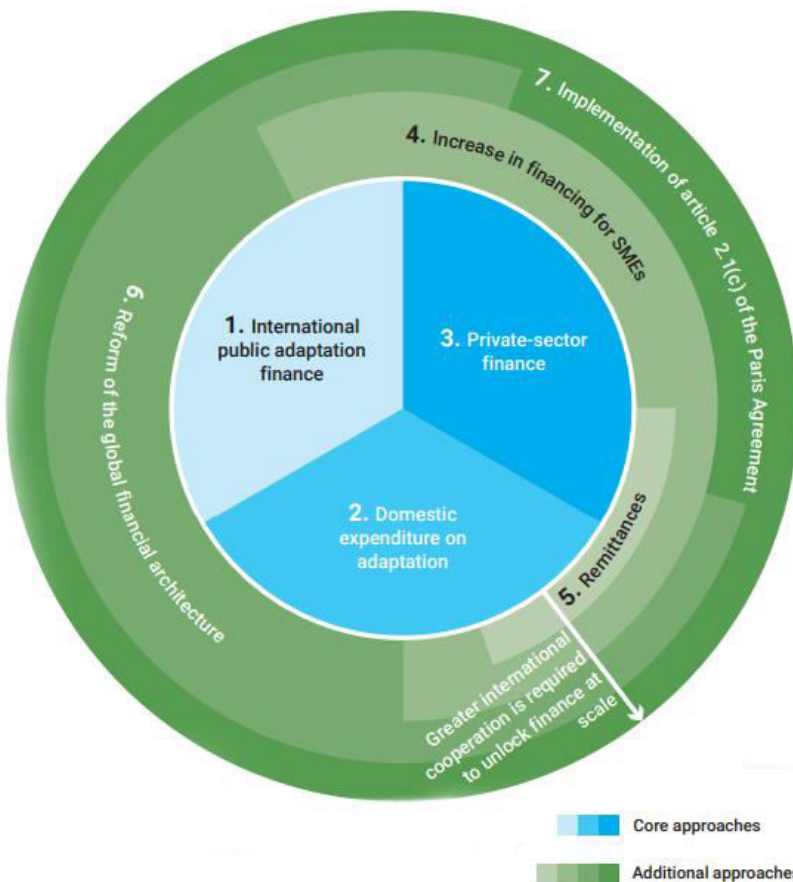 1. International
public adaptation
finance
2. Domestic
expenditure on
adaptation
3. Private-sector
finance
4. Increase in financing for SMEs
5. Remittances
6. Reform of the global financial architecture
7. Implementation of article 2.1(c) of the Paris Agreement
Greater international
cooperation is required
to unlock finance at
scale
Core approaches
Additional approaches